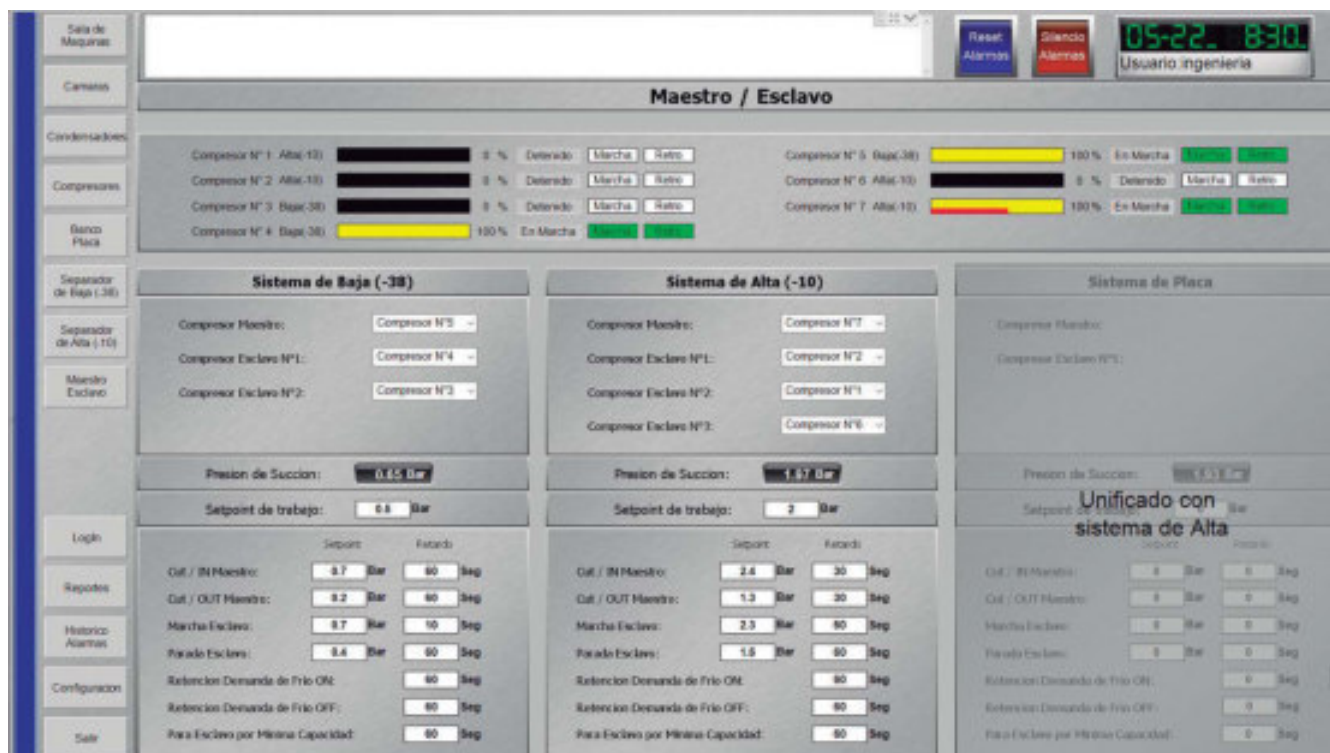 Sala de
Maquinas
Camaras
Condensadores
Compresores
Banco
Placa
Separador
de Baja (-38)
Separador
de Alta (-10)
Maestro
Esclavo
Login
Reportes
Historico
Alarmas
Configuracion
Salir
Reset
Alarmas
Silencio
Alarmas
05-22 8:30
Usuario:ingenieria
Maestro / Esclavo
Compresor N° 1 Alta(-10) 0 % Detenido Marcha Retro
Compresor N° 2 Alta(-10) 0 % Detenido Marcha Retro
Compresor N° 3 Baja(-38) 0 % Detenido Marcha Retro
Compresor N° 4 Baja(-38) 100 % En Marcha Marcha Retro
Compresor N° 5 Baja(-38) 100 % En Marcha Marcha Retro
Compresor N° 6 Alta(-10) 0 % Detenido Marcha Retro
Compresor N° 7 Alta(-10) 100 % En Marcha Marcha Retro
Sistema de Baja (-38)
Compresor Maestro: Compresor N°5
Compresor Esclavo N°1: Compresor N°4
Compresor Esclavo N°2: Compresor N°3
Presion de Succion: 0.65 Bar
Setpoint de trabajo: Bar
Setpoint Retardo
Cut / IN Maestro: 0.7 Bar 60 Seg
Cut / OUT Maestro: 0.2 Bar 60 Seg
Marcha Esclavo: 0.7 Bar 10 Seg
Parada Esclavo: 0.4 Bar 60 Seg
Retencion Demanda de Frio ON: 60 Seg
Retencion Demanda de Frio OFF: 60 Seg
Para Esclavo por Minima Capacidad: 60 Seg
Sistema de Alta (-10)
Compresor Maestro: Compresor N°7
Compresor Esclavo N°1: Compresor N°2
Compresor Esclavo N°2: Compresor N°1
Compresor Esclavo N°3: Compresor N°6
Presion de Succion: 1.97 Bar
Setpoint de trabajo: 2 Bar
Setpoint Retardo
Cut / IN Maestro: 2.4 Bar 30 Seg
Cut / OUT Maestro: 1.3 Bar 30 Seg
Marcha Esclavo: 2.3 Bar 60 Seg
Parada Esclavo: Bar 60 Seg
Retencion Demanda de Frio ON: 60 Seg
Retencion Demanda de Frio OFF: 60 Seg
Para Esclavo por Minima Capacidad: 60 Seg
Sistema de Placa
Compresor Maestro:
Compresor Esclavo N°1:
Presion de Succion:
Unificado con
sistema de Alta
Setpoint de trabajo: Bar
Setpoint Retardo
Cut / IN Maestro: 0 Bar 0 Seg
Cut / OUT Maestro: 0 Bar 0 Seg
Marcha Esclavo: 0 Bar 0 Seg
Parada Esclavo: 0 Bar 0 Seg
Retencion Demanda de Frio ON: 0 Seg
Retencion Demanda de Frio OFF: 0 Seg
Para Esclavo por Minima Capacidad: 0 Seg